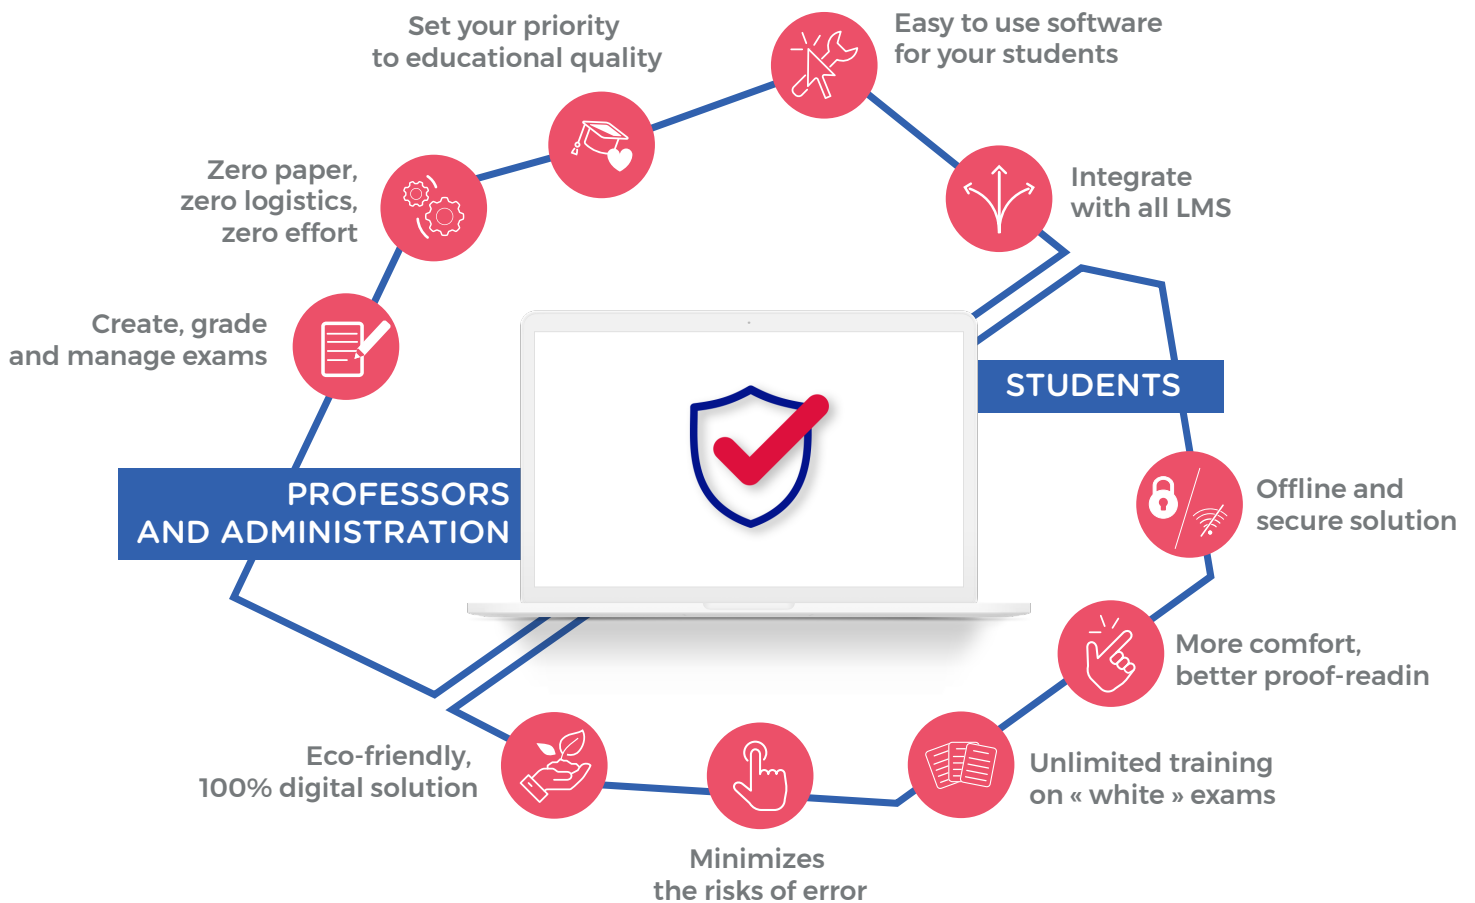 Set your priority
to educational quality
Easy to use software
for your students
Zero paper,
zero logistics,
zero effort
Integrate
with all LMS
Create, grade
and manage exams
STUDENTS
PROFESSORS
AND ADMINISTRATION
Offline and
secure solution
More comfort,
better proof-readin
Eco-friendly,
100% digital solution
Unlimited training
on « white » exams
Minimizes
the risks of error